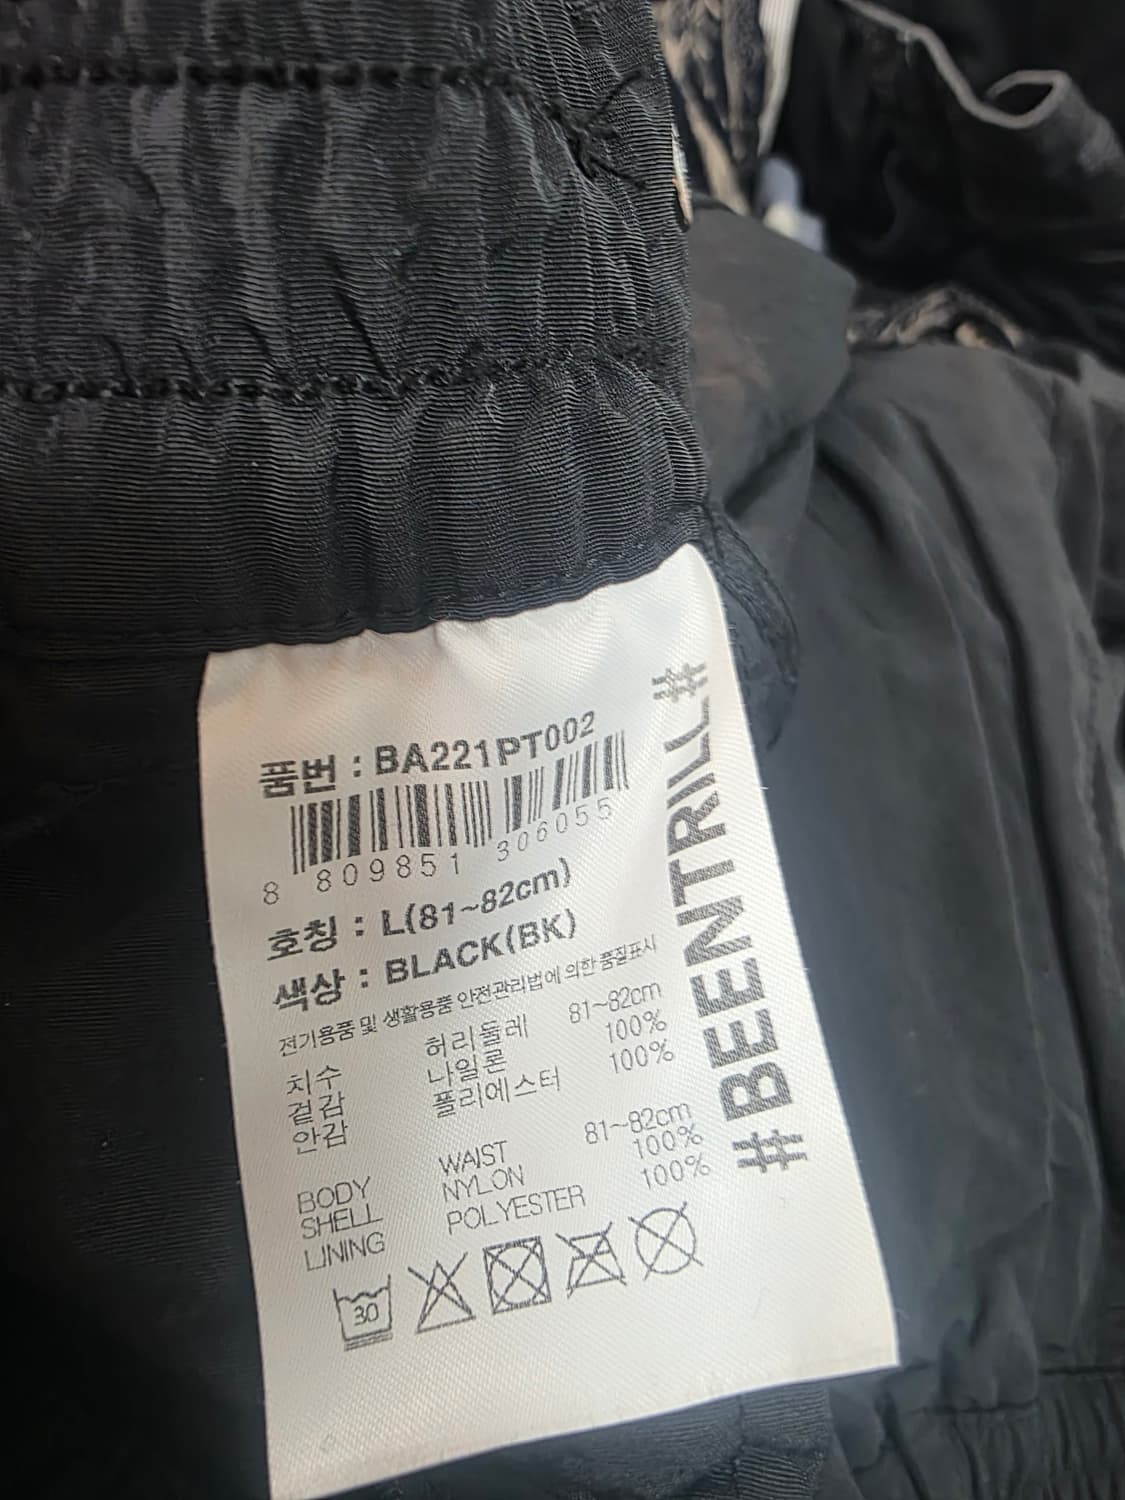 품번 : BA221PT002
8 809851 306055
호칭 : L(81~82cm)
색상 : BLACK(BK)
전기용품 및 생활용품 안전관리법에 의한 품질표시
치수 허리둘레 81~82cm
겉감 나일론 100%
안감 폴리에스터 100%
BODY WAIST 81~82cm
SHELL NYLON 100%
LINING POLYESTER 100%
30
#BEENTRILL#